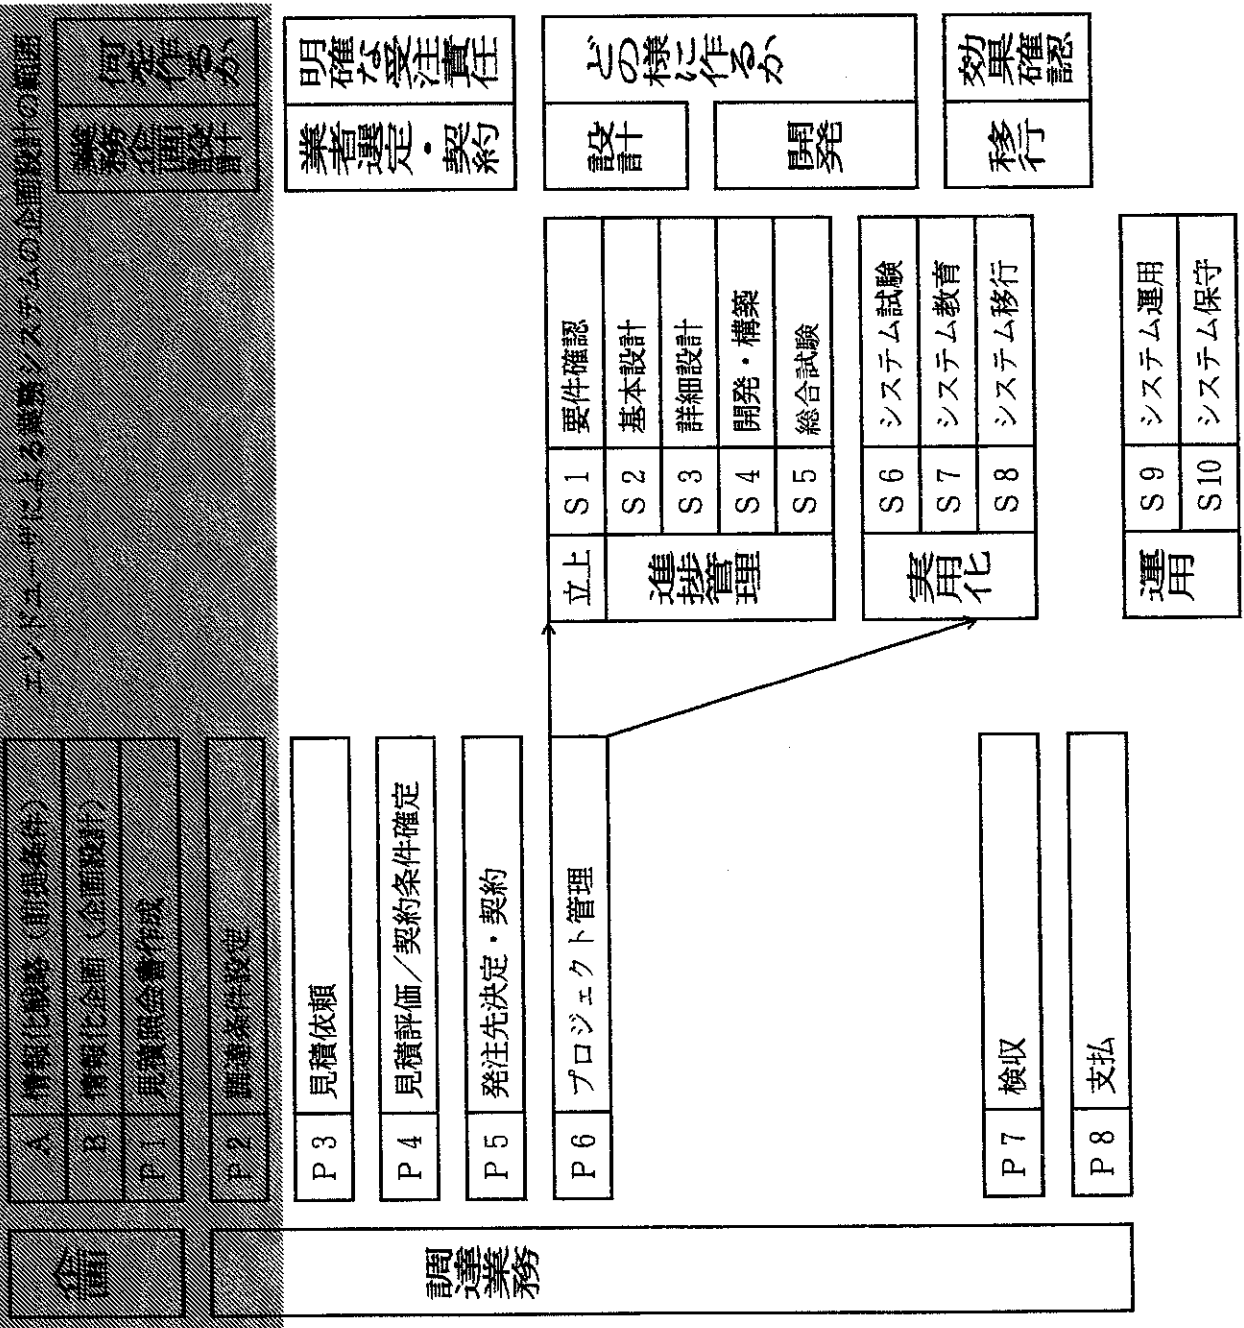 エンドユーザによる業務システムの企画設計の範囲
企画
A 情報化戦略（前提条件）
B 情報化企画（企画設計）
P1 見積照会書作成
調達業務
P2 調達条件設定
P3 見積依頼
P4 見積評価／契約条件確定
P5 発注先決定・契約
P6 プロジェクト管理
P7 検収
P8 支払
立上
S1 要件確認
進捗管理
S2 基本設計
S3 詳細設計
S4 開発・構築
S5 総合試験
実用化
S6 システム試験
S7 システム教育
S8 システム移行
運用
S9 システム運用
S10 システム保守
業務企画設計
何を作るか
業者選定・契約
明確な受注責任
設計
開発
どの様に作るか
移行
効果確認